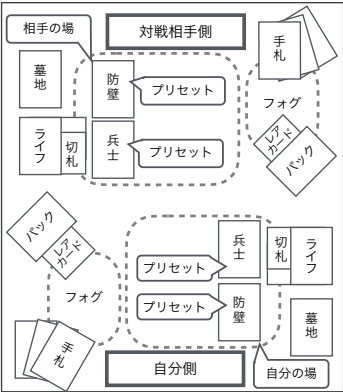 対戦相手側
相手の場
手札
墓地
防壁
プリセット
フォグ
ライフ
切札
兵士
プリセット
レア
カード
パック
パック
レア
カード
兵士
切札
ライフ
プリセット
フォグ
プリセット
防壁
墓地
手札
自分側
自分の場